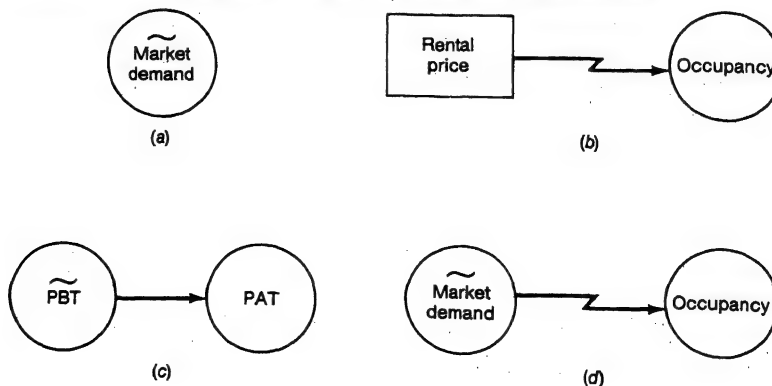 Market
demand
(a)
Rental
price
Occupancy
(b)
PBT
PAT
(c)
Market
demand
Occupancy
(d)